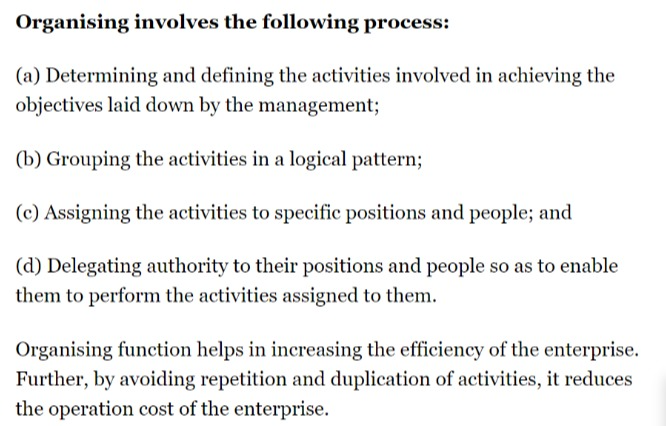 Organising involves the following process:
(a) Determining and defining the activities involved in achieving the
objectives laid down by the management;
(b) Grouping the activities in a logical pattern;
(c) Assigning the activities to specific positions and people; and
(d) Delegating authority to their positions and people so as to enable
them to perform the activities assigned to them.
Organising function helps in increasing the efficiency of the enterprise.
Further, by avoiding repetition and duplication of activities, it reduces
the operation cost of the enterprise.